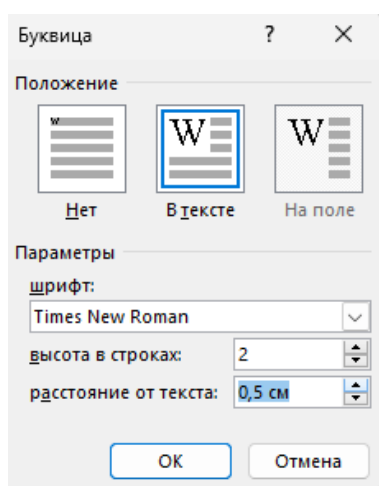 Буквица ? ×
Положение
w W W
Нет В тексте На поле
Параметры
шрифт:
Times New Roman
высота в строках: 2
расстояние от текста: 0,5 см
ОК Отмена